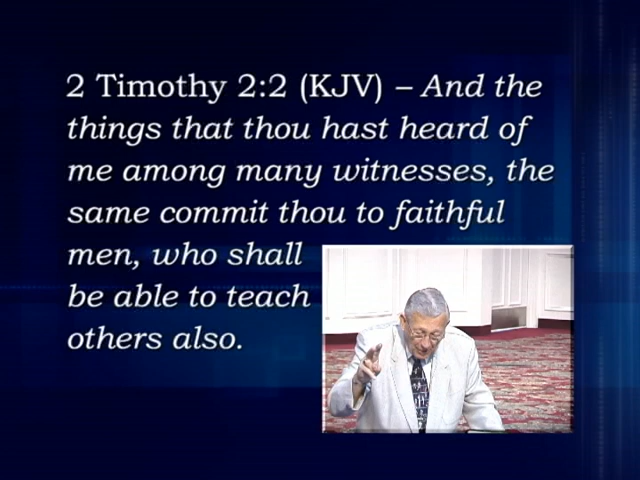 2 Timothy 2:2 (KJV) – And the
things that thou hast heard of
me among many witnesses, the
same commit thou to faithful
men, who shall
be able to teach
others also.